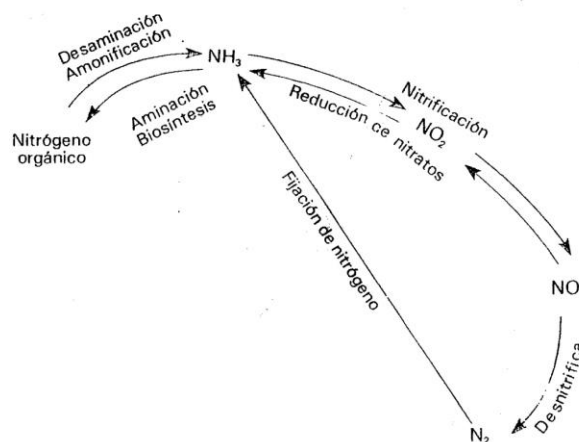 Desaminación
Amonificación
NH₃
Nitrificación
Aminación
Biosíntesis
Reducción ce nitratos
NO₂
Nitrógeno
orgánico
Fijación de nitrógeno
NO
Desnitrifica
N₂